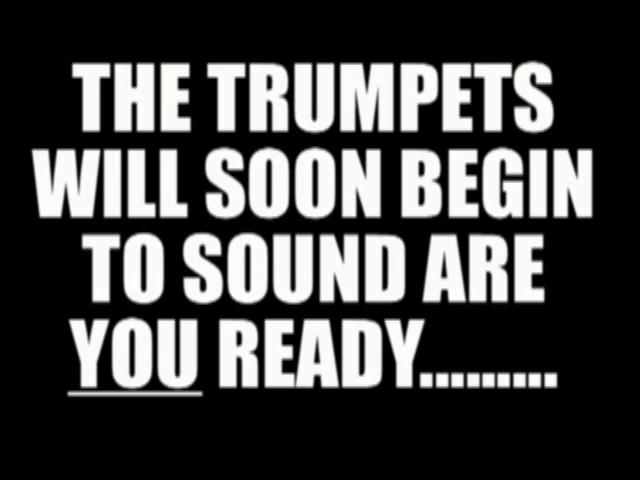 THE TRUMPETS
WILL SOON BEGIN
TO SOUND ARE
YOU READY.........